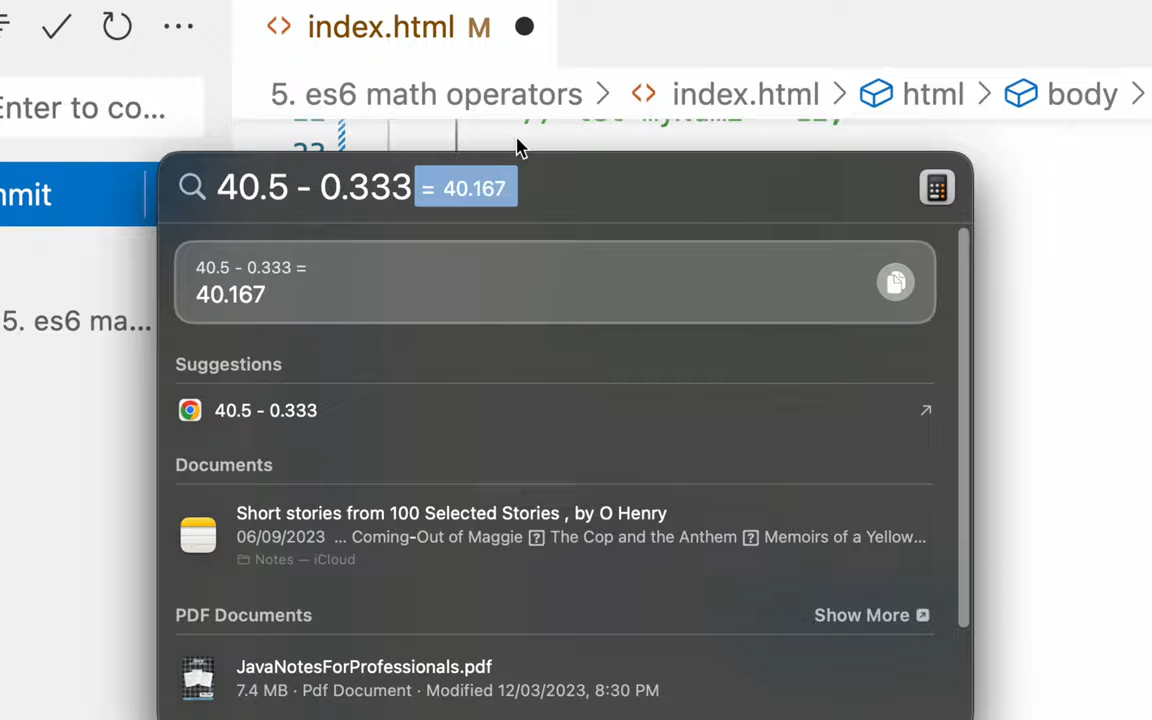 index.html M
Enter to co...
5. es6 math operators > index.html > html > body >
mmit
40.5 - 0.333 = 40.167
40.5 - 0.333 =
40.167
5. es6 ma...
Suggestions
40.5 - 0.333
Documents
Short stories from 100 Selected Stories , by O Henry
06/09/2023 ... Coming-Out of Maggie ⍰ The Cop and the Anthem ⍰ Memoirs of a Yellow...
Notes — iCloud
PDF Documents
Show More
JavaNotesForProfessionals.pdf
7.4 MB · Pdf Document · Modified 12/03/2023, 8:30 PM